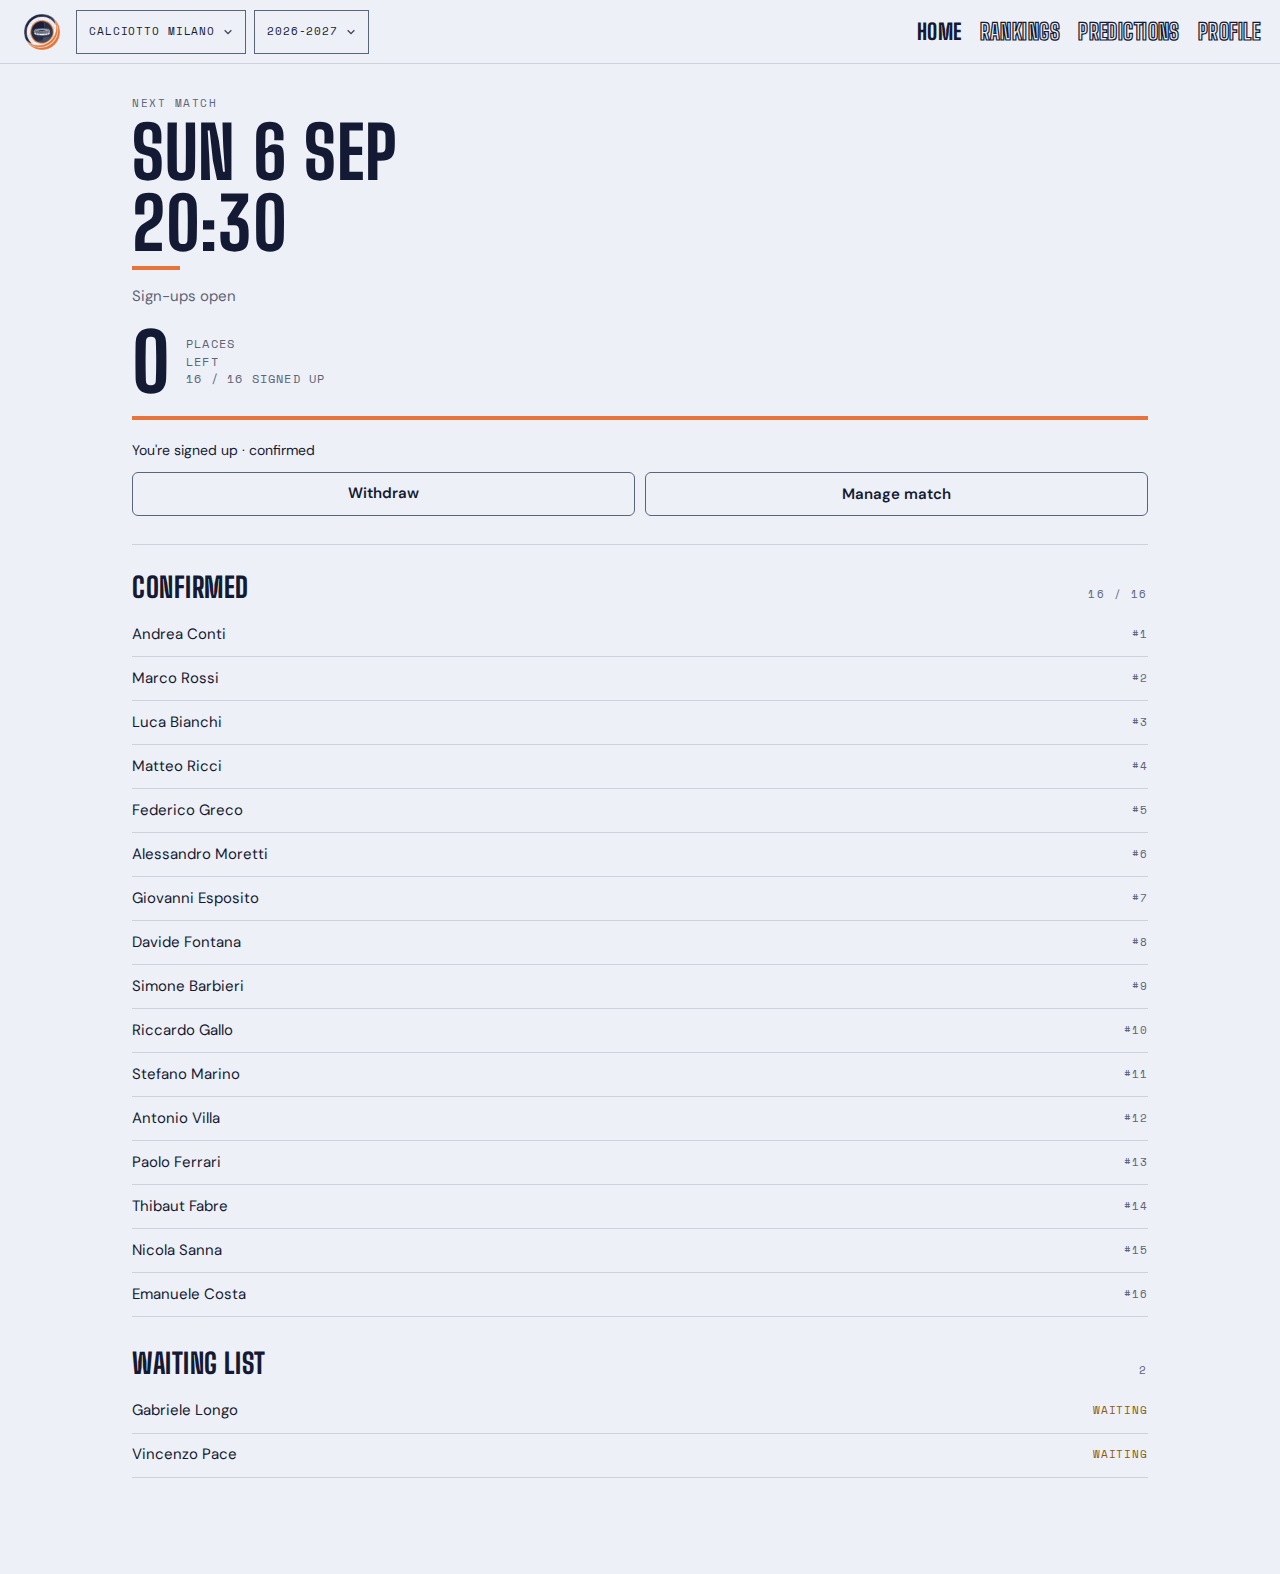 CALCIOTTO MILANO
2026-2027
HOME RANKINGS PREDICTIONS PROFILE
NEXT MATCH
SUN 6 SEP
20:30
Sign-ups open
0
PLACES
LEFT
16 / 16 SIGNED UP
You're signed up · confirmed
Withdraw
Manage match
CONFIRMED 16 / 16
Andrea Conti #1
Marco Rossi #2
Luca Bianchi #3
Matteo Ricci #4
Federico Greco #5
Alessandro Moretti #6
Giovanni Esposito #7
Davide Fontana #8
Simone Barbieri #9
Riccardo Gallo #10
Stefano Marino #11
Antonio Villa #12
Paolo Ferrari #13
Thibaut Fabre #14
Nicola Sanna #15
Emanuele Costa #16
WAITING LIST 2
Gabriele Longo WAITING
Vincenzo Pace WAITING